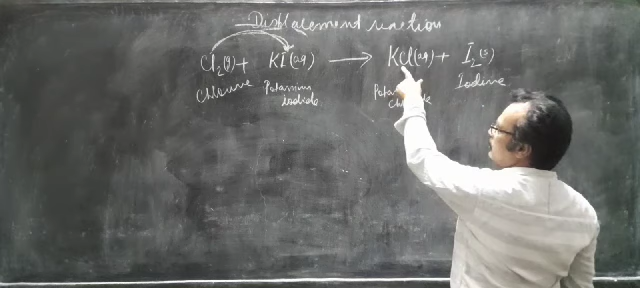 Displacement reaction
Cl₂(g) + KI(aq) → KCl(aq) + I₂(s)
Chlorine Potassium Iodine
Iodide